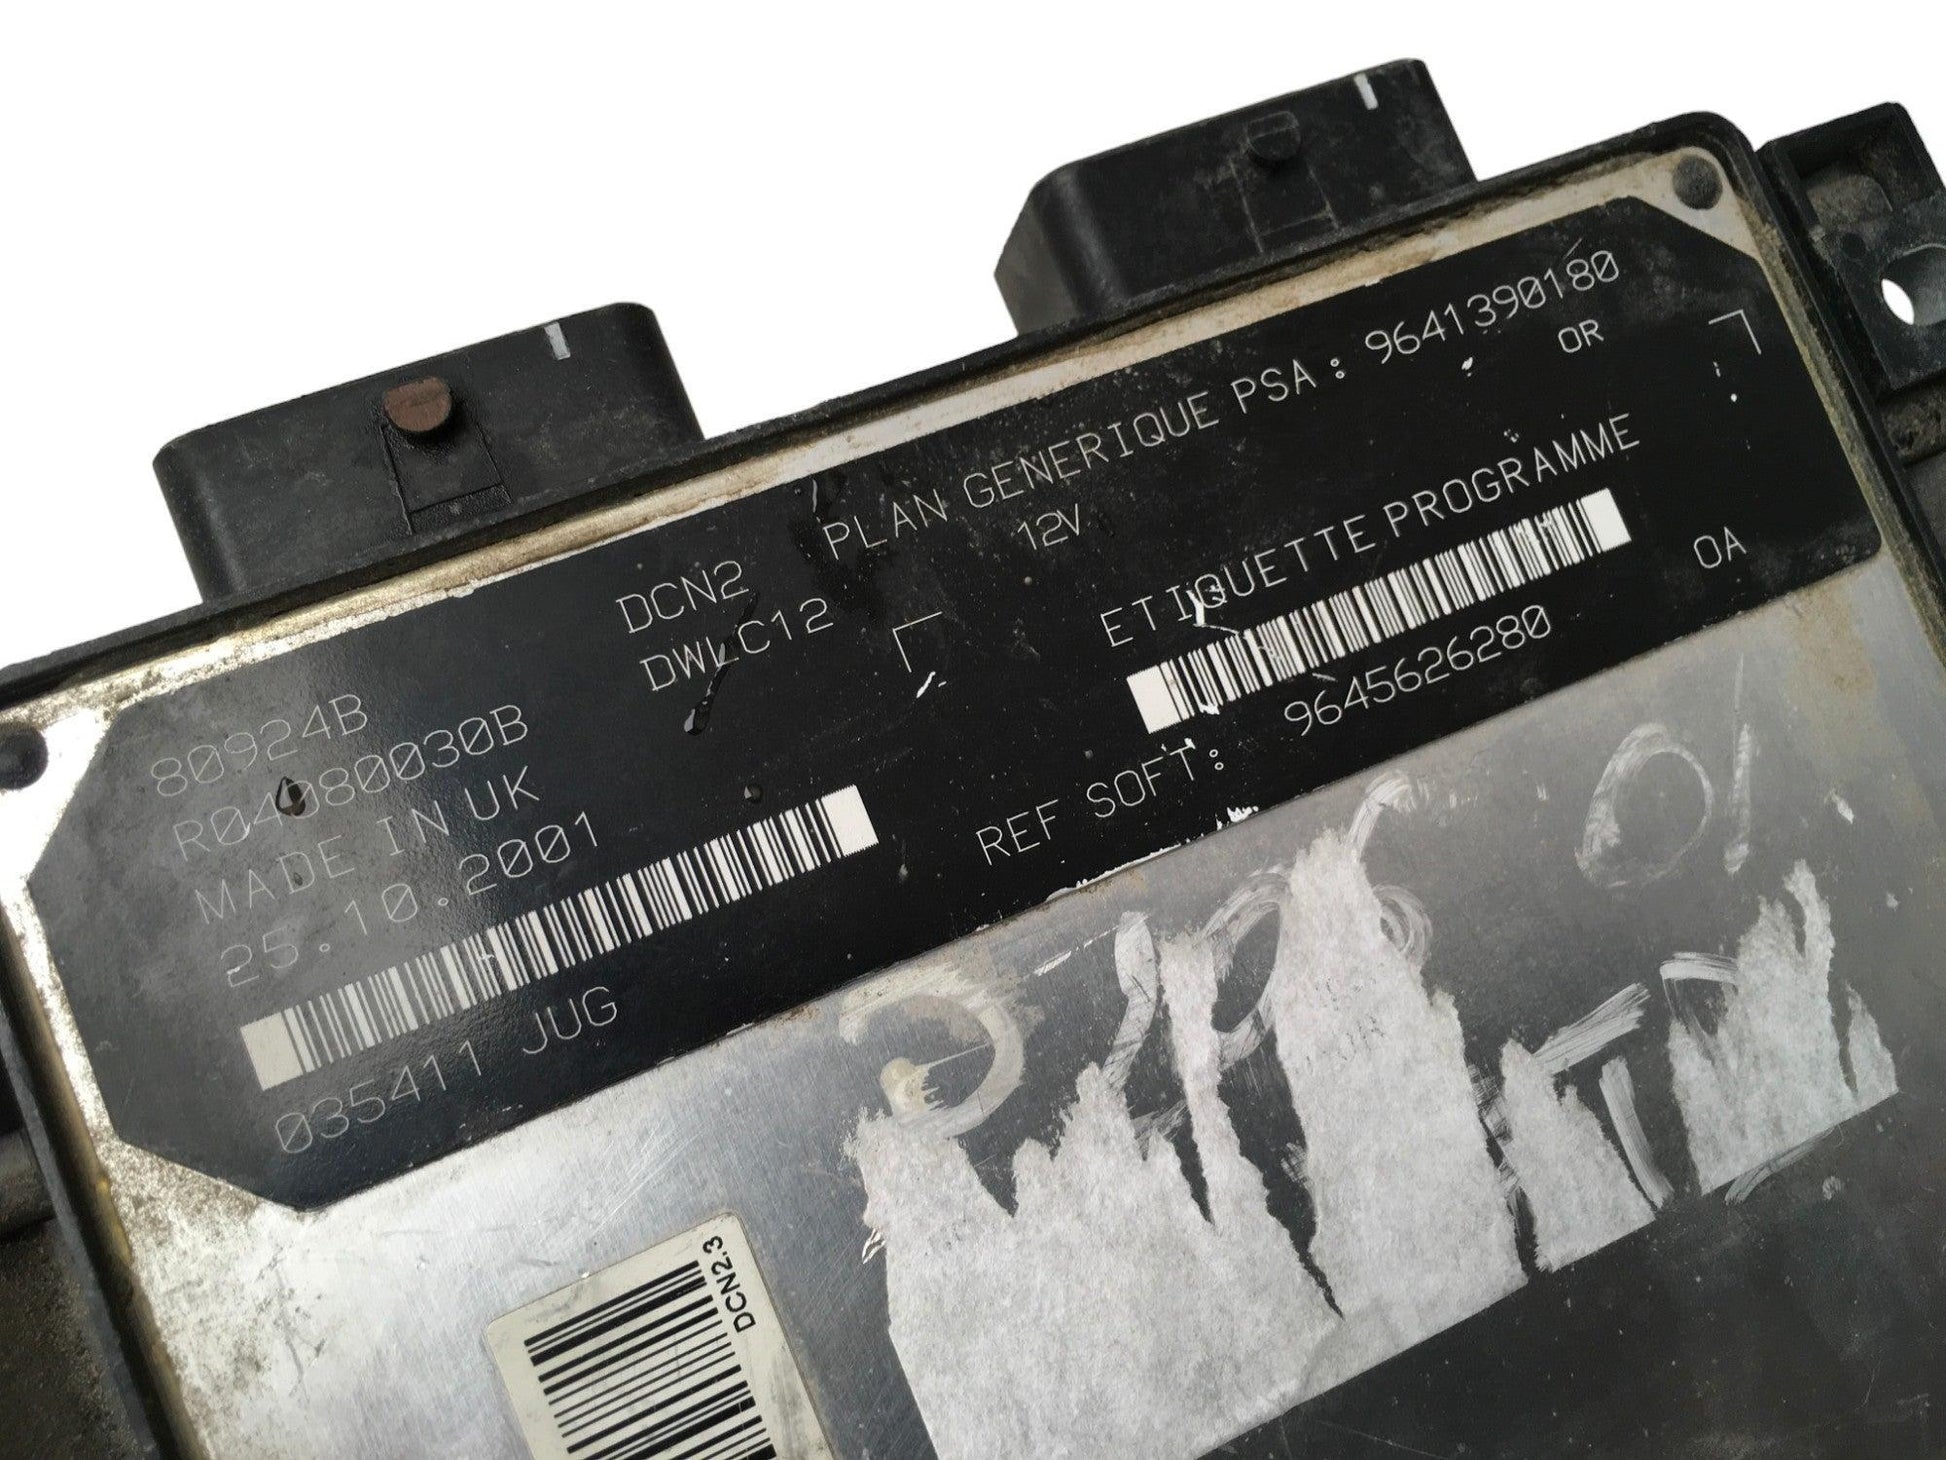 80924B
R04080030B
MADE IN UK
25.10.2001
035411 JUG
DCN2
DWLC12
PLAN GENERIQUE PSA : 9641390180
12V
OR
ETIQUETTE PROGRAMME
OA
REF SOFT: 9645626280
01
DCN2.3